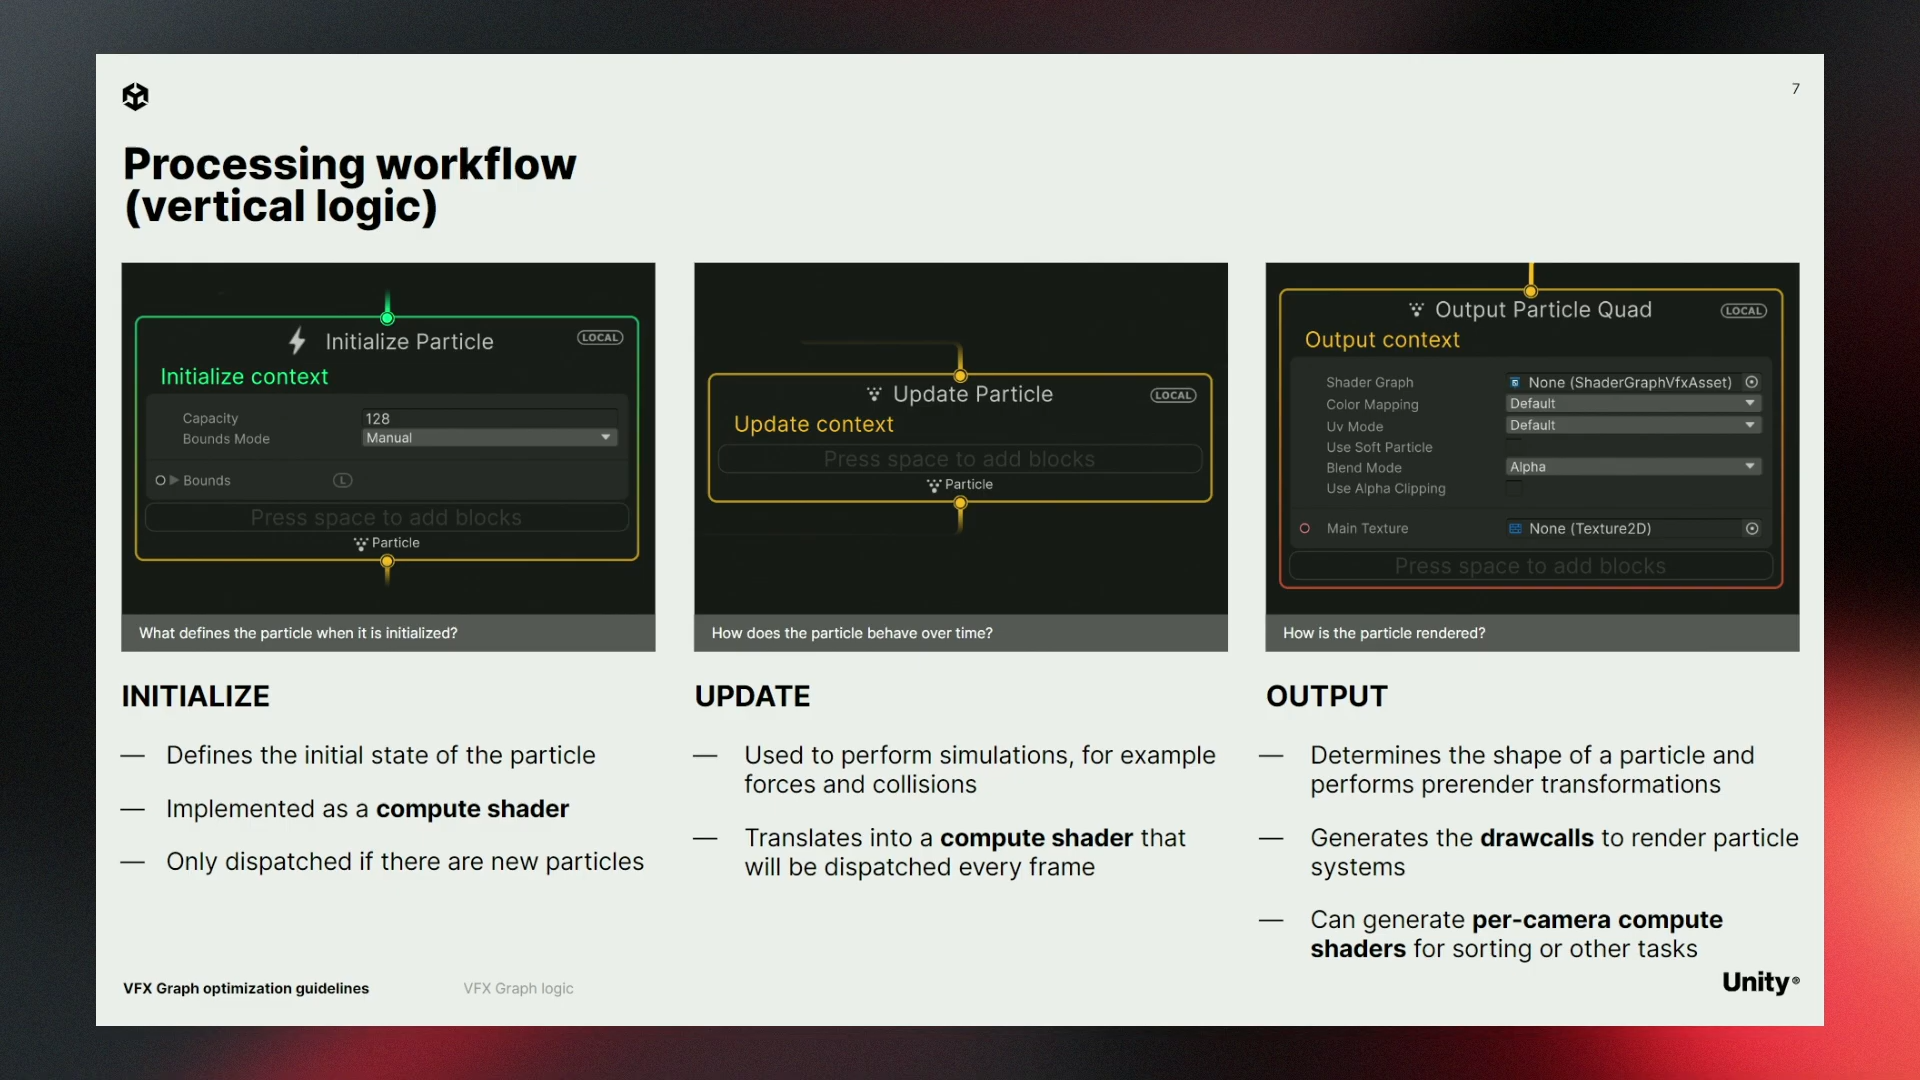 7
Processing workflow
(vertical logic)
Initialize Particle
LOCAL
Initialize context
Capacity
128
Bounds Mode
Manual
Bounds
L
Press space to add blocks
Particle
What defines the particle when it is initialized?
Update Particle
LOCAL
Update context
Press space to add blocks
Particle
How does the particle behave over time?
Output Particle Quad
LOCAL
Output context
Shader Graph
None (ShaderGraphVfxAsset)
Color Mapping
Default
Uv Mode
Default
Use Soft Particle
Blend Mode
Alpha
Use Alpha Clipping
Main Texture
None (Texture2D)
Press space to add blocks
How is the particle rendered?
INITIALIZE
— Defines the initial state of the particle
— Implemented as a compute shader
— Only dispatched if there are new particles
UPDATE
— Used to perform simulations, for example
forces and collisions
— Translates into a compute shader that
will be dispatched every frame
OUTPUT
— Determines the shape of a particle and
performs prerender transformations
— Generates the drawcalls to render particle
systems
— Can generate per-camera compute
shaders for sorting or other tasks
VFX Graph optimization guidelines
VFX Graph logic
Unity®